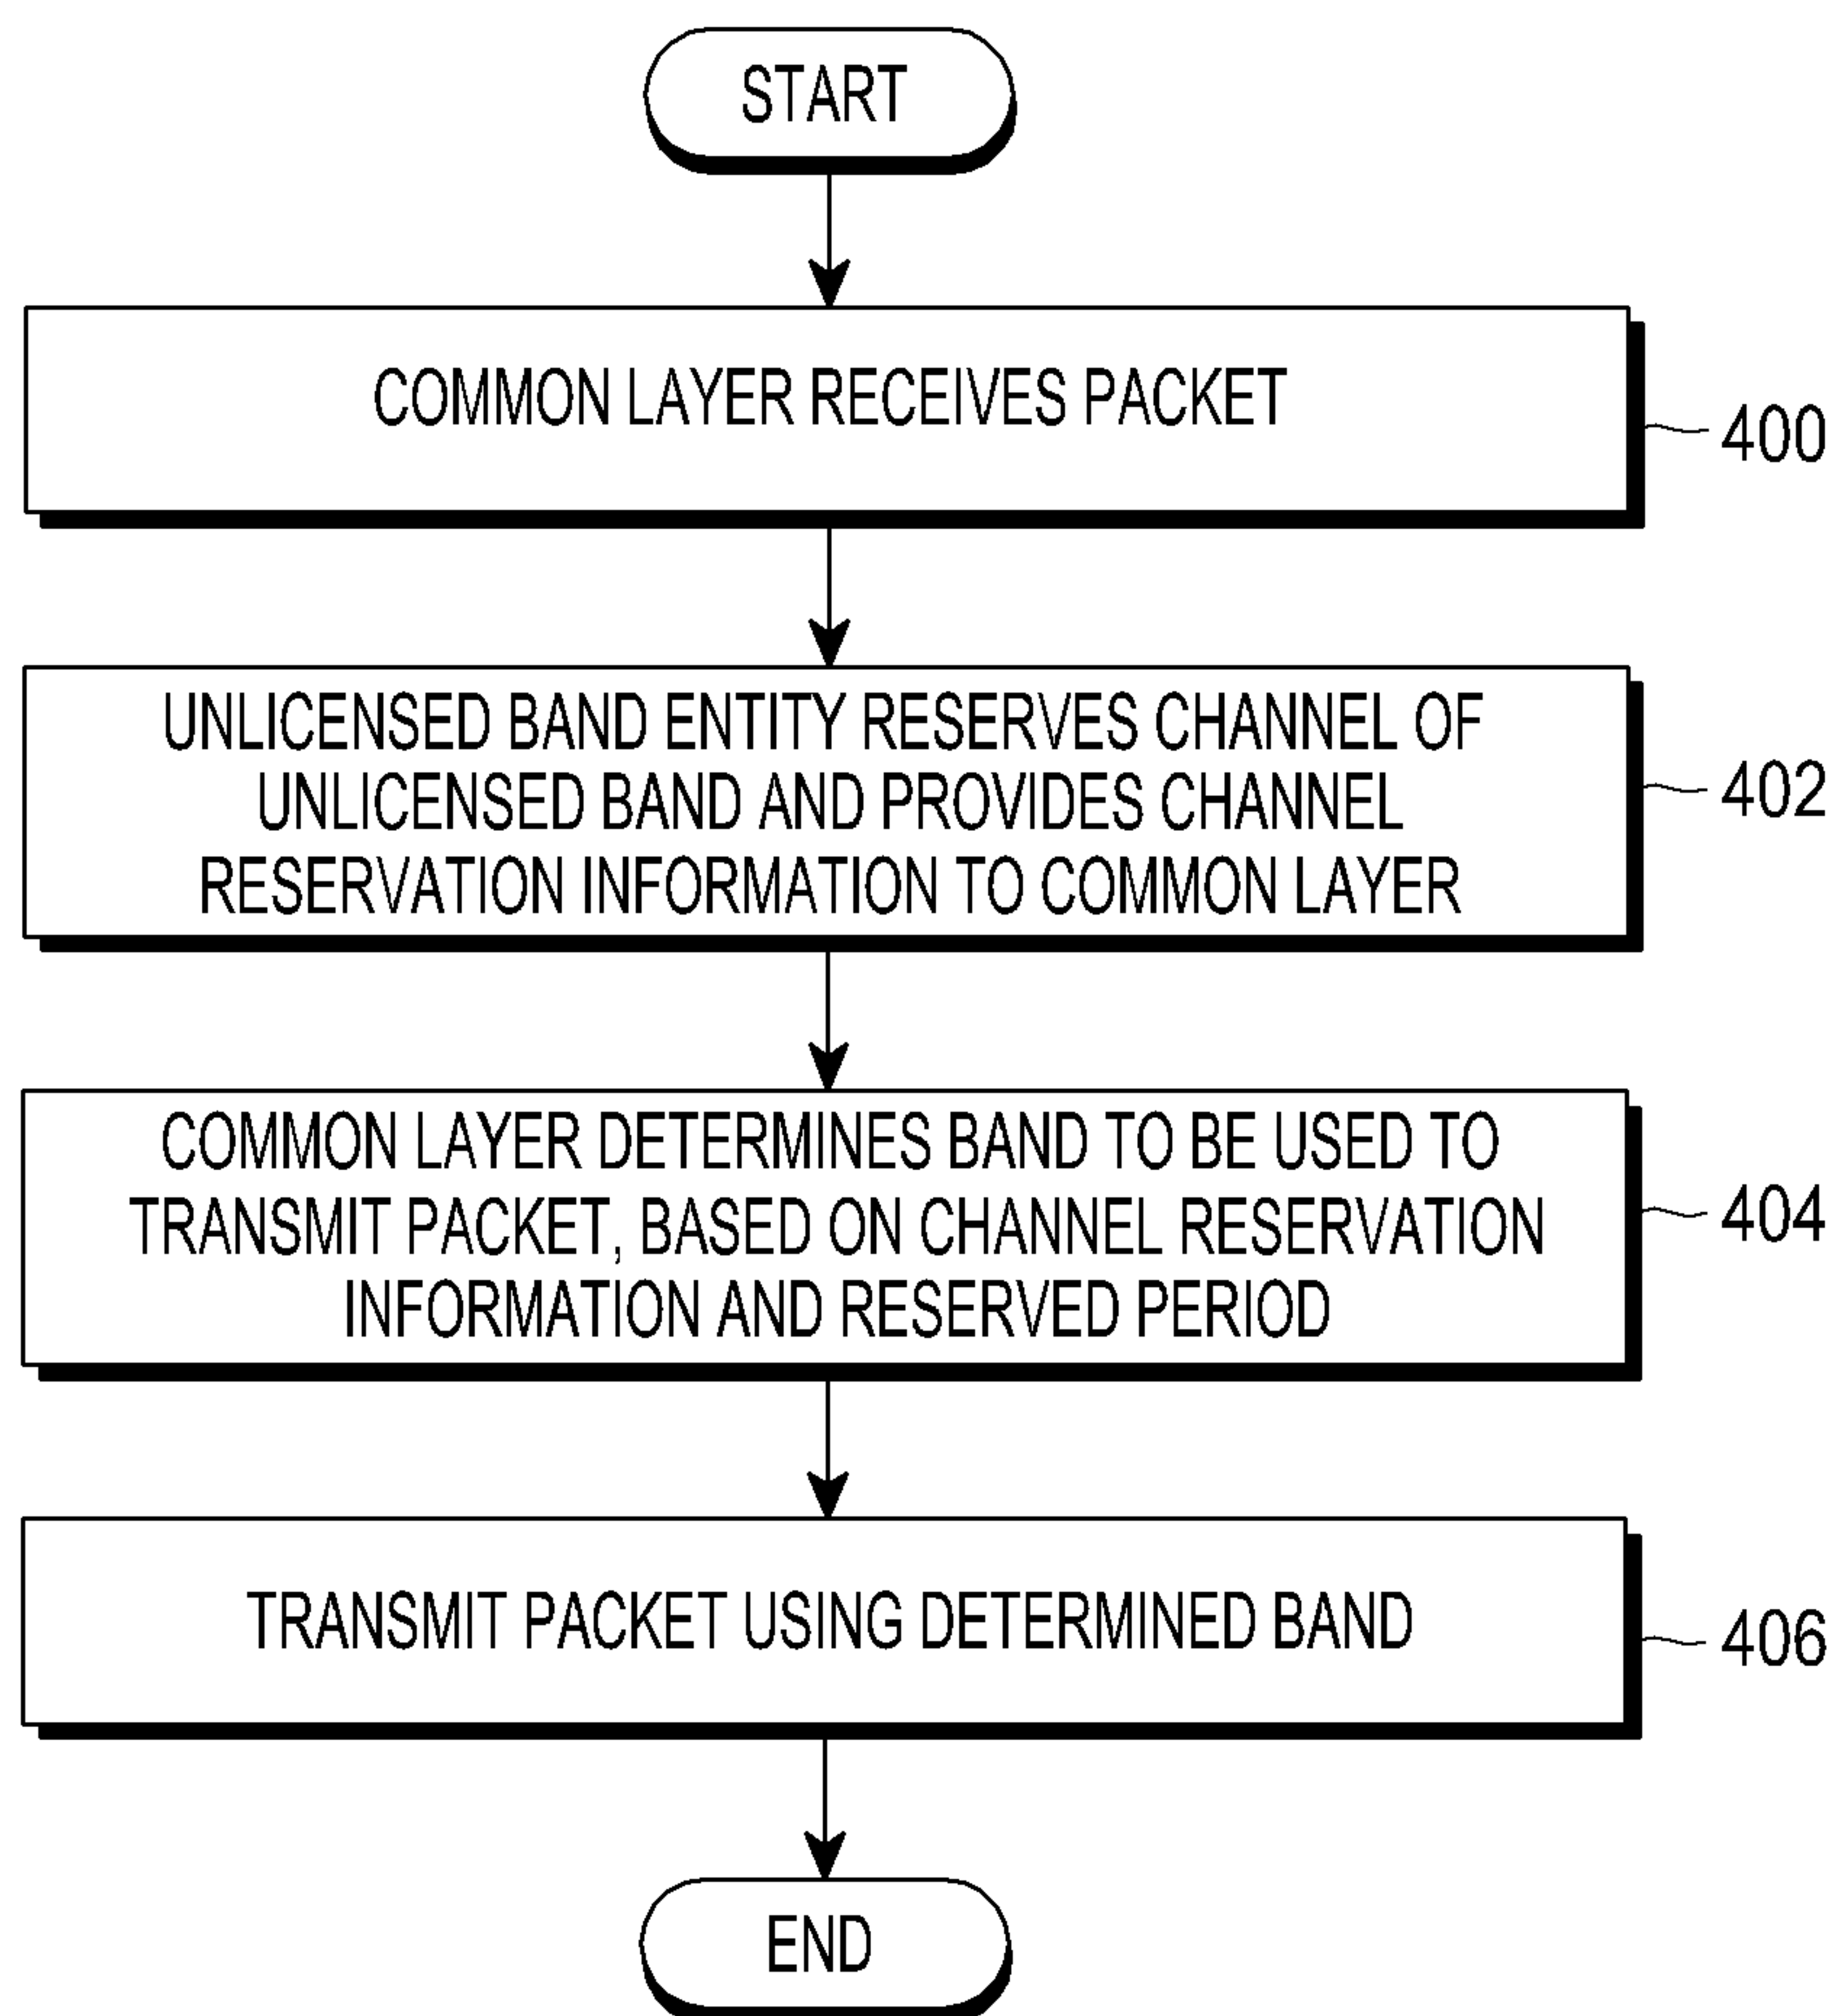 START
COMMON LAYER RECEIVES PACKET
400
UNLICENSED BAND ENTITY RESERVES CHANNEL OF
UNLICENSED BAND AND PROVIDES CHANNEL
RESERVATION INFORMATION TO COMMON LAYER
402
COMMON LAYER DETERMINES BAND TO BE USED TO
TRANSMIT PACKET, BASED ON CHANNEL RESERVATION
INFORMATION AND RESERVED PERIOD
404
TRANSMIT PACKET USING DETERMINED BAND
406
END